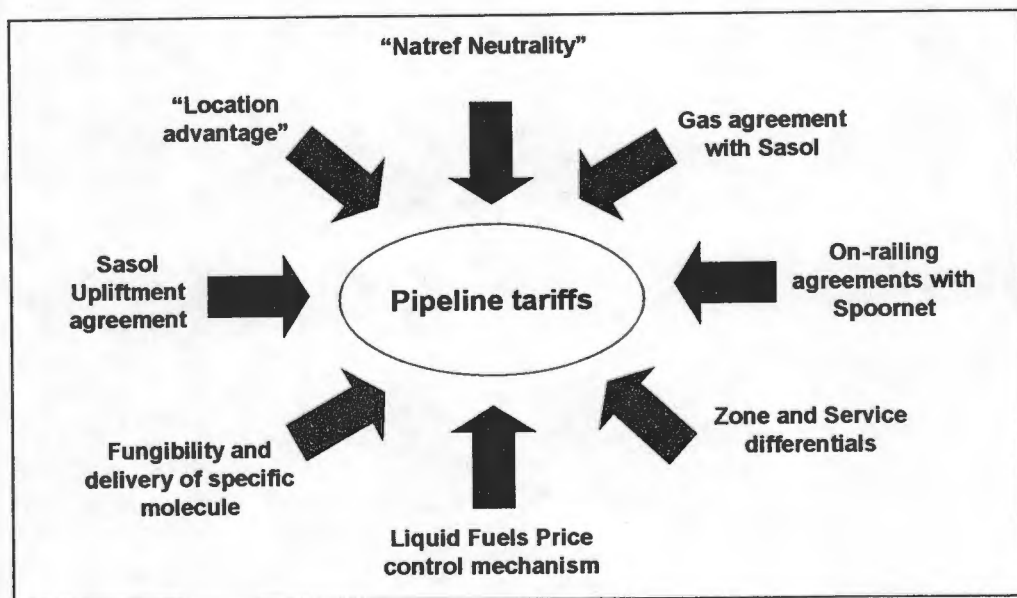 “Natref Neutrality”
“Location
advantage”
Gas agreement
with Sasol
Sasol
Upliftment
agreement
Pipeline tariffs
On-railing
agreements with
Spoornet
Fungibility and
delivery of specific
molecule
Zone and Service
differentials
Liquid Fuels Price
control mechanism